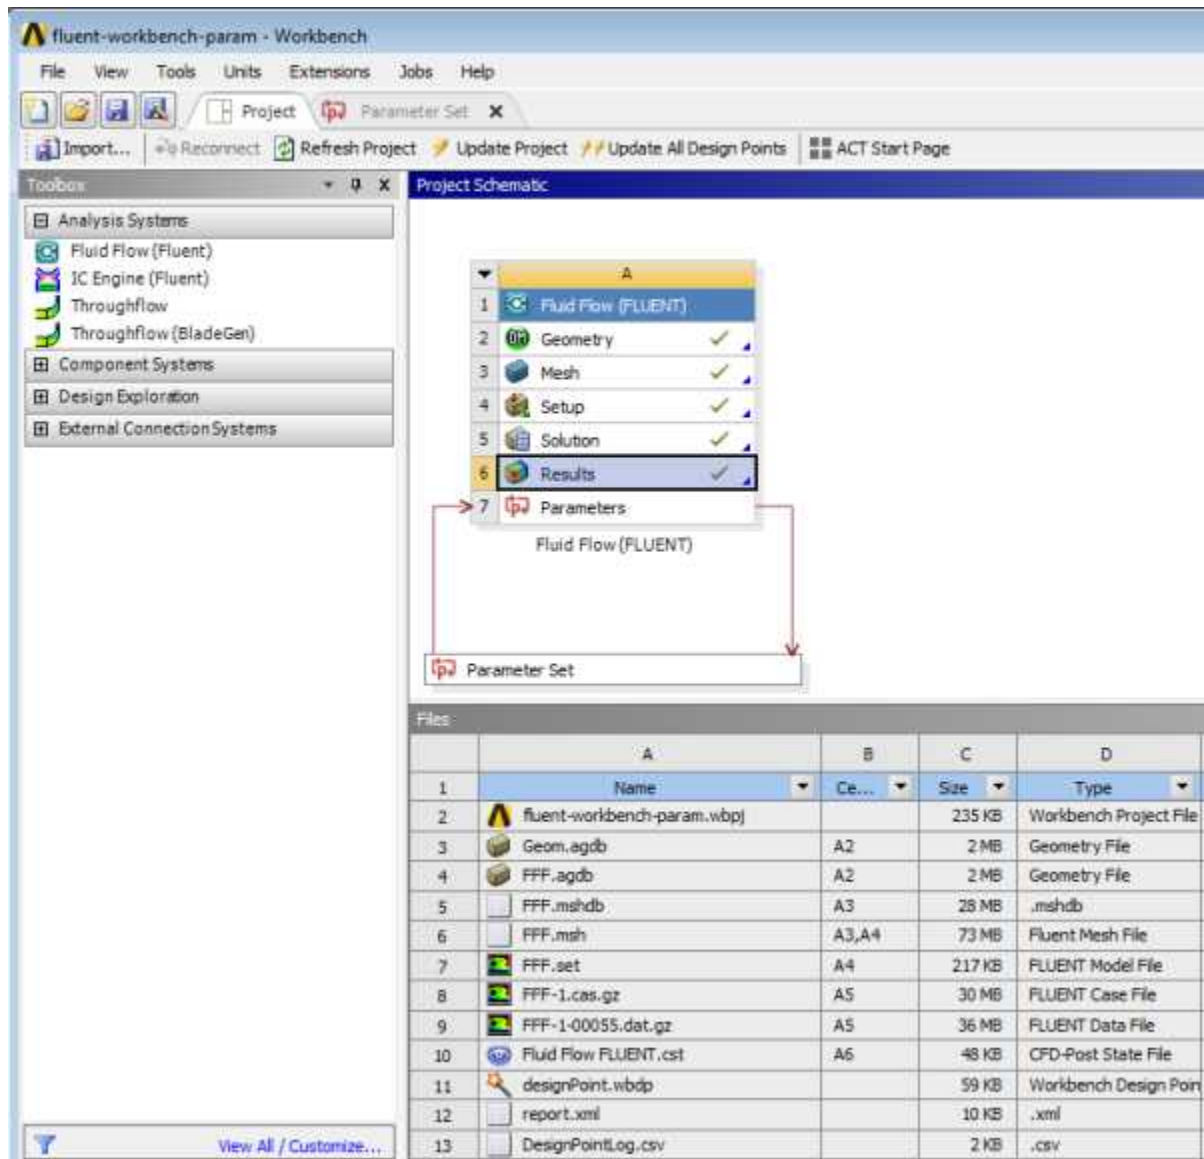 fluent-workbench-param - Workbench
File View Tools Units Extensions Jobs Help
Project Parameter Set
Import... Reconnect Refresh Project Update Project Update All Design Points ACT Start Page
Toolbox
Analysis Systems
Fluid Flow (Fluent)
IC Engine (Fluent)
Throughflow
Throughflow (BladeGen)
Component Systems
Design Exploration
External Connection Systems
View All / Customize...
Project Schematic
A
1 Fluid Flow (FLUENT)
2 Geometry
3 Mesh
4 Setup
5 Solution
6 Results
7 Parameters
Fluid Flow (FLUENT)
Parameter Set
Files
A B C D
1 Name Ce... Size Type
2 fluent-workbench-param.wbpj 235 KB Workbench Project File
3 Geom.agdb A2 2 MB Geometry File
4 FFF.agdb A2 2 MB Geometry File
5 FFF.mshdb A3 28 MB .mshdb
6 FFF.msh A3,A4 73 MB Fluent Mesh File
7 FFF.set A4 217 KB FLUENT Model File
8 FFF-1.cas.gz A5 30 MB FLUENT Case File
9 FFF-1-00055.dat.gz A5 36 MB FLUENT Data File
10 Fluid Flow FLUENT.cst A6 48 KB CFD-Post State File
11 designPoint.wbdp 59 KB Workbench Design Poin
12 report.xml 10 KB .xml
13 DesignPointLog.csv 2 KB .csv